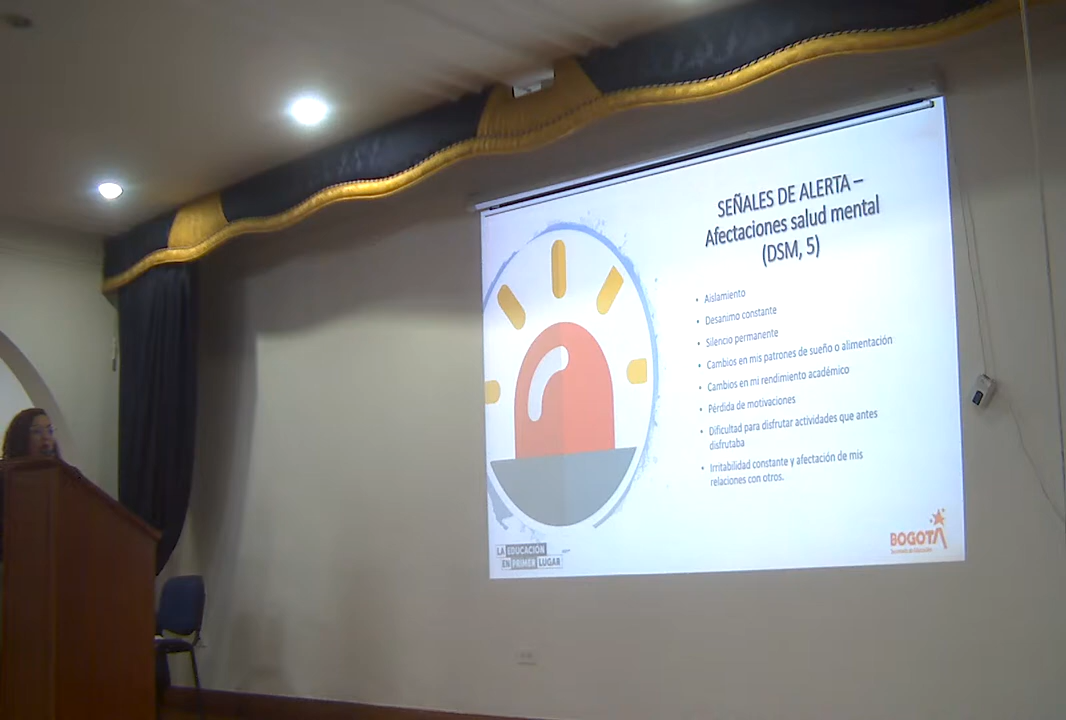 SEÑALES DE ALERTA –
Afectaciones salud mental
(DSM, 5)
• Aislamiento
• Desanimo constante
• Silencio permanente
• Cambios en mis patrones de sueño o alimentación
• Cambios en mi rendimiento académico
• Pérdida de motivaciones
• Dificultad para disfrutar actividades que antes
disfrutaba
• Irritabilidad constante y afectación de mis
relaciones con otros.
LA EDUCACIÓN
EN PRIMER LUGAR
BOGOTÁ